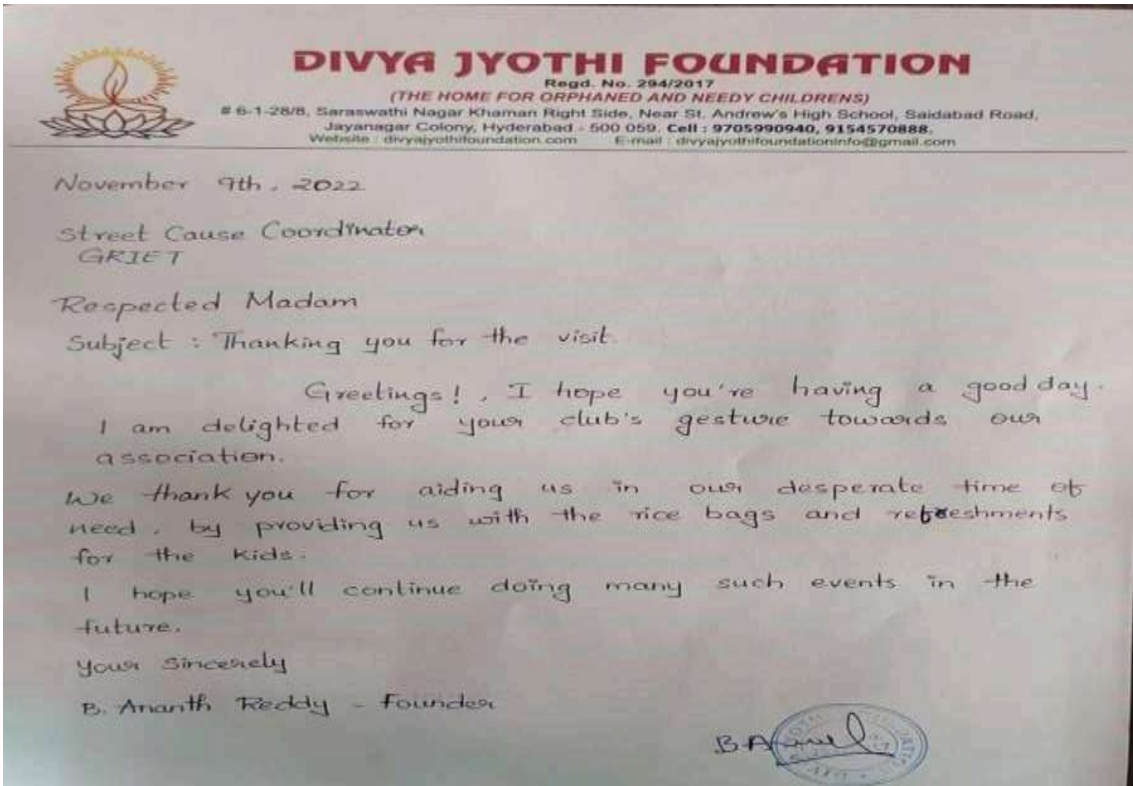 DIVYA JYOTHI FOUNDATION
Regd. No. 294/2017
(THE HOME FOR ORPHANED AND NEEDY CHILDRENS)
# 6-1-28/8, Saraswathi Nagar Khaman Right Side, Near St. Andrew's High School, Saidabad Road,
Jayanagar Colony, Hyderabad - 500 059. Cell : 9705990940, 9154570888.
Website : divyajyothifoundation.com E-mail : divyajyothifoundationinfo@gmail.com
November 9th, 2022
Street Cause Coordinator
GRIET
Respected Madam
Subject : Thanking you for the visit.
Greetings!, I hope you're having a good day.
I am delighted for your club's gesture towards our
association.
We thank you for aiding us in our desperate time of
need, by providing us with the rice bags and refreshments
for the kids.
I hope you'll continue doing many such events in the
future.
Your Sincerely
B. Ananth Reddy - Founder